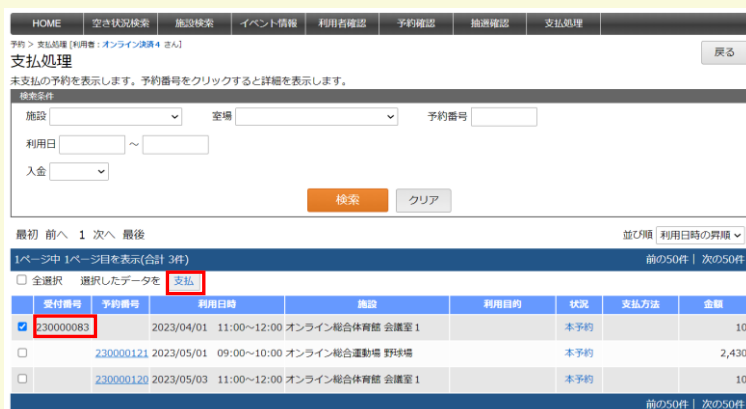 HOME 空き状況検索 施設検索 イベント情報 利用者確認 予約確認 抽選確認 支払処理
予約 > 支払処理 [利用者：オンライン決済4 さん]
支払処理
戻る
未支払の予約を表示します。予約番号をクリックすると詳細を表示します。
検索条件
施設 室場 予約番号
利用日 ～
入金
検索 クリア
最初 前へ 1 次へ 最後 並び順 利用日時の昇順
1ページ中 1ページ目を表示(合計 3件) 前の50件 | 次の50件
全選択 選択したデータを 支払
受付番号 予約番号 利用日時 施設 利用目的 状況 支払方法 金額
230000083 2023/04/01 11:00～12:00 オンライン総合体育館 会議室1 本予約 10
230000121 2023/05/01 09:00～10:00 オンライン総合運動場 野球場 本予約 2,430
230000120 2023/05/03 11:00～12:00 オンライン総合体育館 会議室1 本予約 10
前の50件 | 次の50件